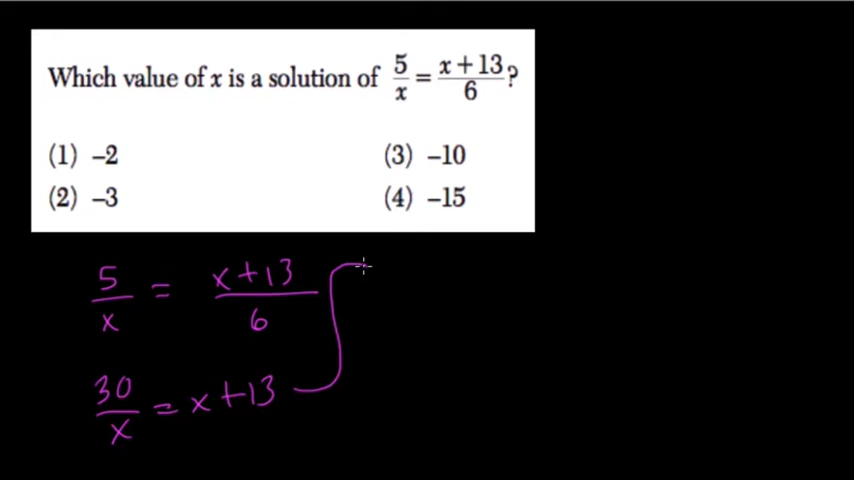 Which value of x is a solution of 5/x = x+13/6?
(1) –2 (3) –10
(2) –3 (4) –15
5/x = x+13/6
30/x = x+13